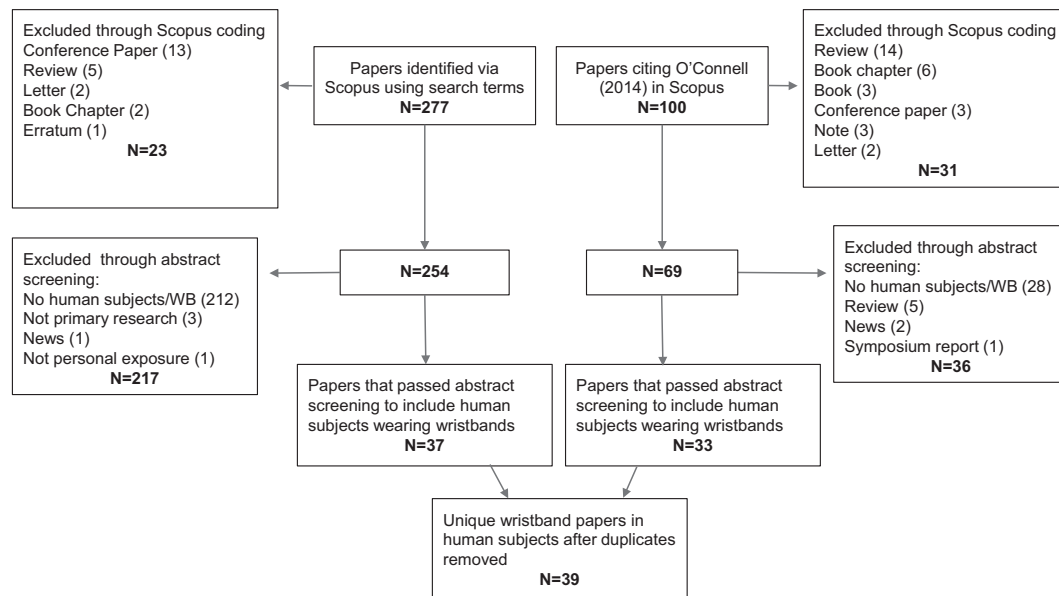 Excluded through Scopus coding
Conference Paper (13)
Review (5)
Letter (2)
Book Chapter (2)
Erratum (1)
N=23
Papers identified via
Scopus using search terms
N=277
Papers citing O'Connell
(2014) in Scopus
N=100
Excluded through Scopus coding
Review (14)
Book chapter (6)
Book (3)
Conference paper (3)
Note (3)
Letter (2)
N=31
Excluded through abstract
screening:
No human subjects/WB (212)
Not primary research (3)
News (1)
Not personal exposure (1)
N=217
N=254
N=69
Excluded through abstract
screening:
No human subjects/WB (28)
Review (5)
News (2)
Symposium report (1)
N=36
Papers that passed abstract
screening to include human
subjects wearing wristbands
N=37
Papers that passed abstract
screening to include human
subjects wearing wristbands
N=33
Unique wristband papers in
human subjects after duplicates
removed
N=39